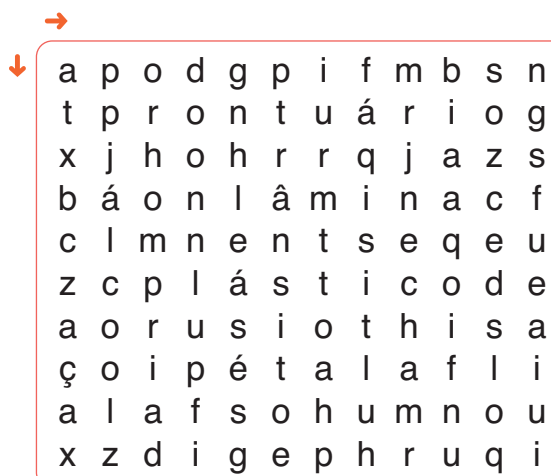 a p o d g p i f m b s n
t p r o n t u á r i o g
x j h o h r r q j a z s
b á o n l â m i n a c f
c l m n e n t s e q e u
z c p l á s t i c o d e
a o r u s i o t h i s a
ç o i p é t a l a f l i
a l a f s o h u m n o u
x z d i g e p h r u q i